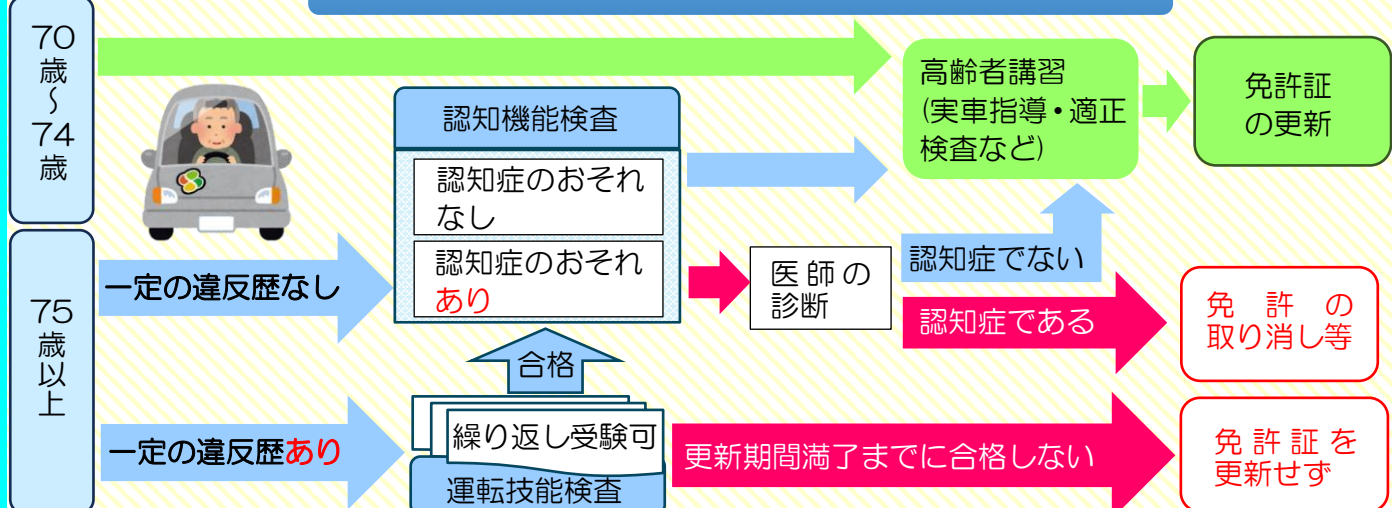 70
歳
～
74
歳
高齢者講習
(実車指導・適正
検査など)
免許証
の更新
認知機能検査
認知症のおそれ
なし
認知症のおそれ
あり
75
歳
以
上
一定の違反歴なし
医師の
診断
認知症でない
認知症である
免許の
取り消し等
合格
一定の違反歴あり
繰り返し受験可
運転技能検査
更新期間満了までに合格しない
免許証を
更新せず